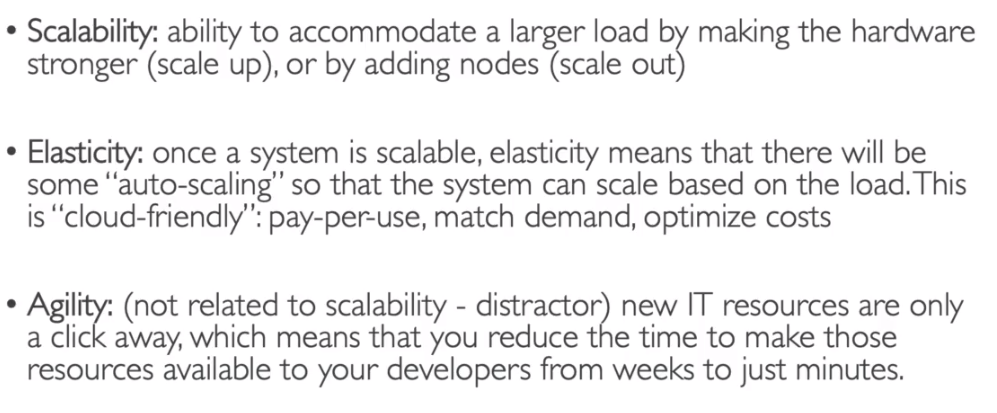 • Scalability: ability to accommodate a larger load by making the hardware
stronger (scale up), or by adding nodes (scale out)
• Elasticity: once a system is scalable, elasticity means that there will be
some “auto-scaling” so that the system can scale based on the load. This
is “cloud-friendly”: pay-per-use, match demand, optimize costs
• Agility: (not related to scalability - distractor) new IT resources are only
a click away, which means that you reduce the time to make those
resources available to your developers from weeks to just minutes.